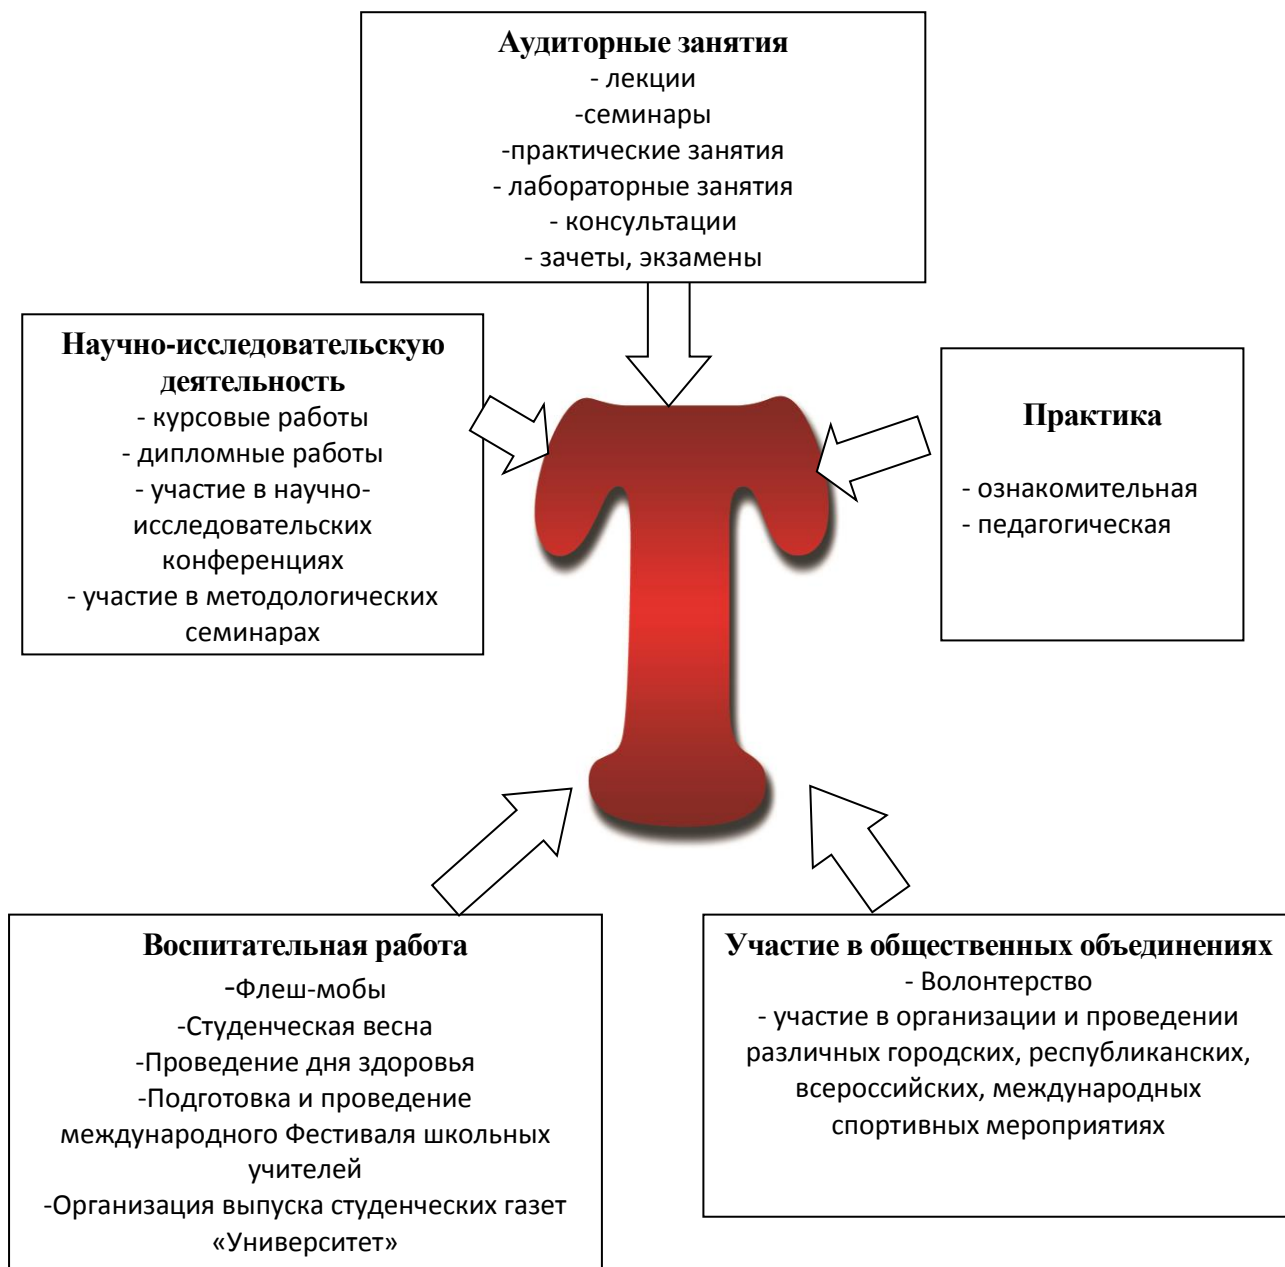 Аудиторные занятия
- лекции
-семинары
-практические занятия
- лабораторные занятия
- консультации
- зачеты, экзамены
Научно-исследовательскую
деятельность
- курсовые работы
- дипломные работы
- участие в научно-
исследовательских
конференциях
- участие в методологических
семинарах
Практика
- ознакомительная
- педагогическая
Т
Воспитательная работа
-Флеш-мобы
-Студенческая весна
-Проведение дня здоровья
-Подготовка и проведение
международного Фестиваля школьных
учителей
-Организация выпуска студенческих газет
«Университет»
Участие в общественных объединениях
- Волонтерство
- участие в организации и проведении
различных городских, республиканских,
всероссийских, международных
спортивных мероприятиях